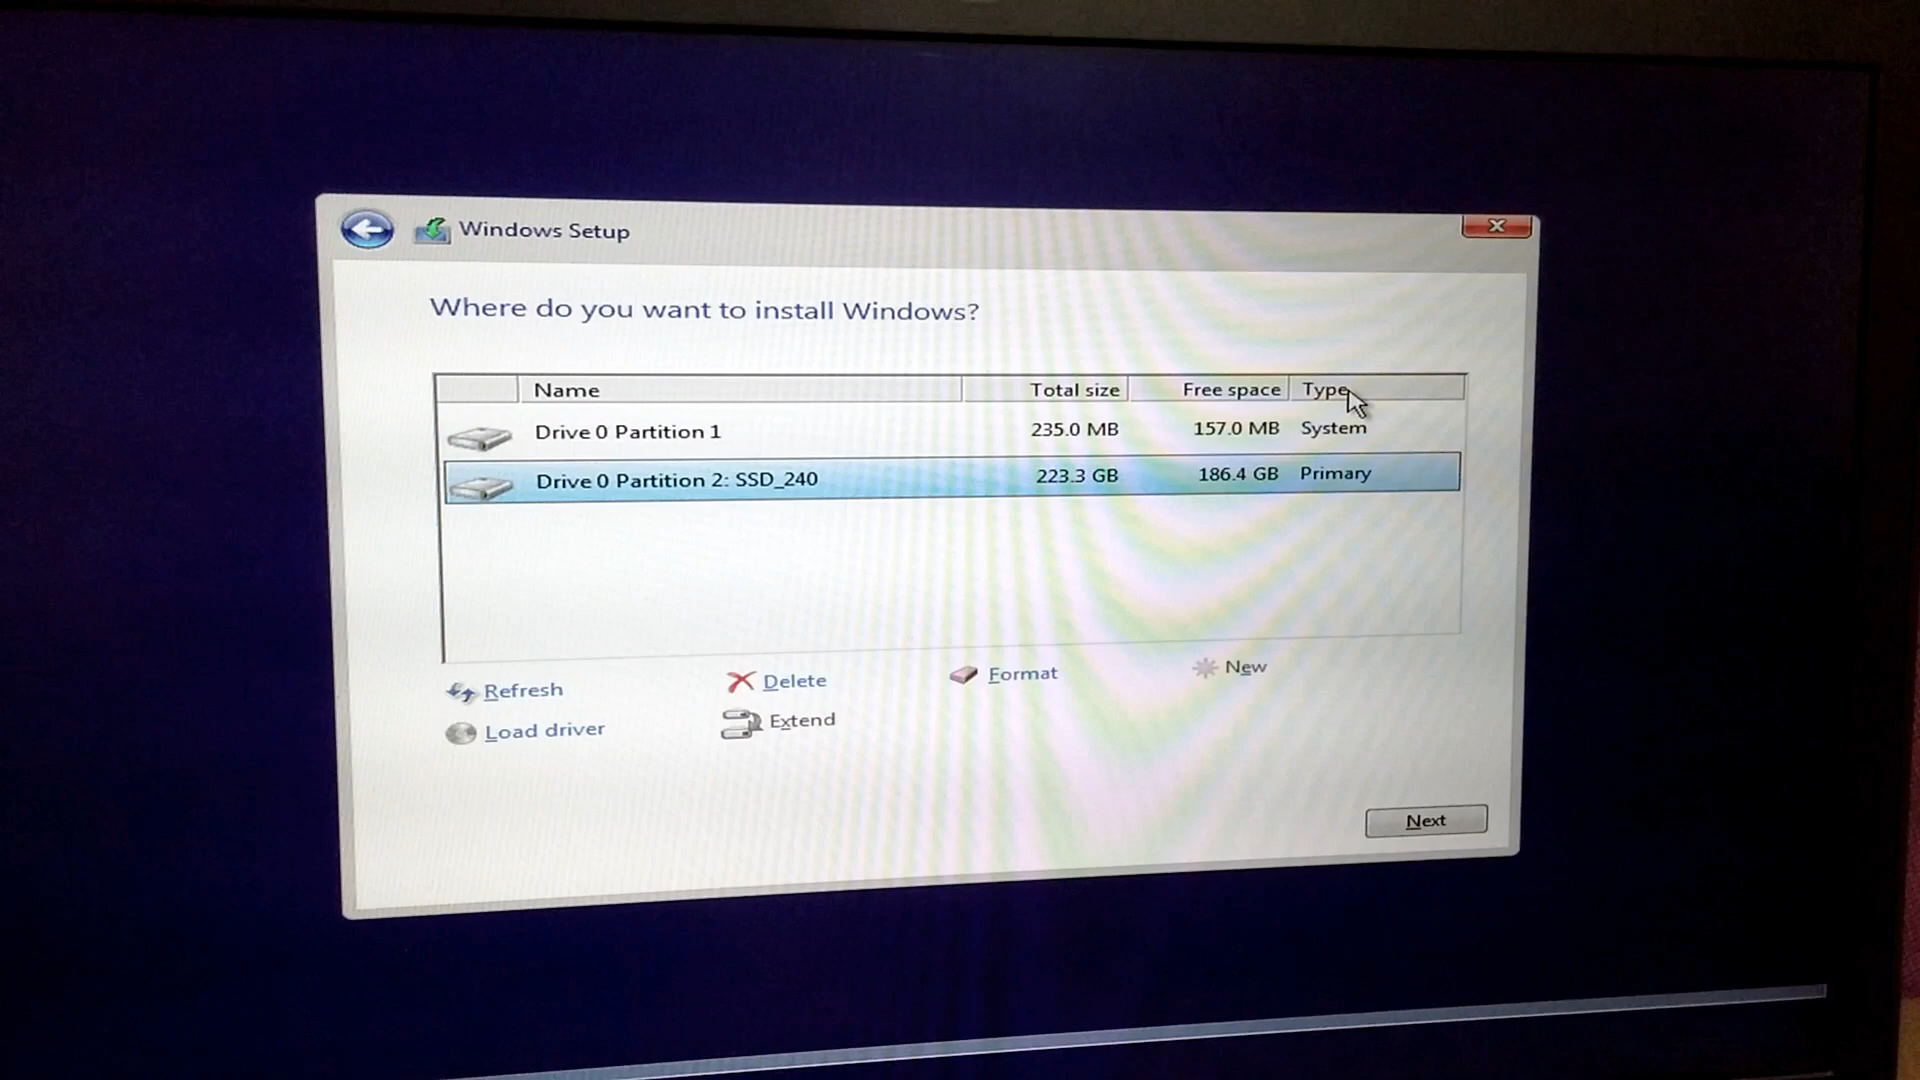 Windows Setup
Where do you want to install Windows?
Name Total size Free space Type
Drive 0 Partition 1 235.0 MB 157.0 MB System
Drive 0 Partition 2: SSD_240 223.3 GB 186.4 GB Primary
Refresh Delete Format New
Load driver Extend
Next